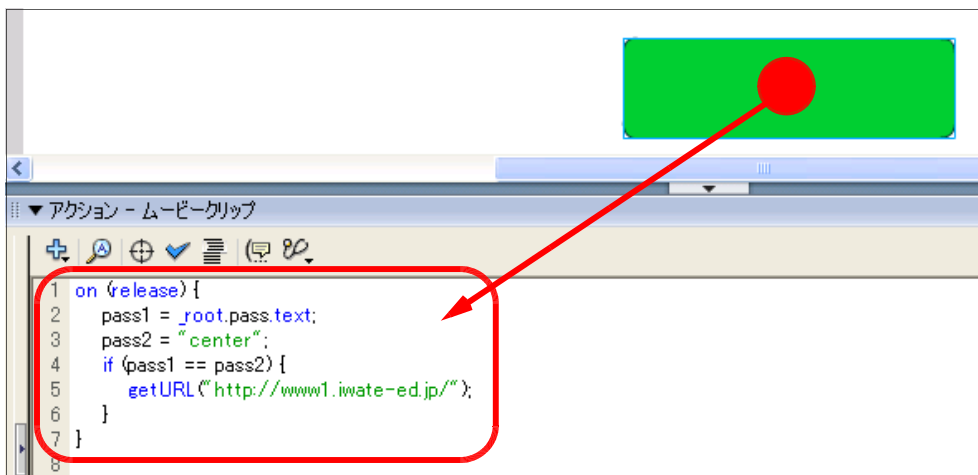 アクション - ムービークリップ
1 on (release) {
2 pass1 = _root.pass.text;
3 pass2 = "center";
4 if (pass1 == pass2) {
5 getURL("http://www1.iwate-ed.jp/");
6 }
7 }
8